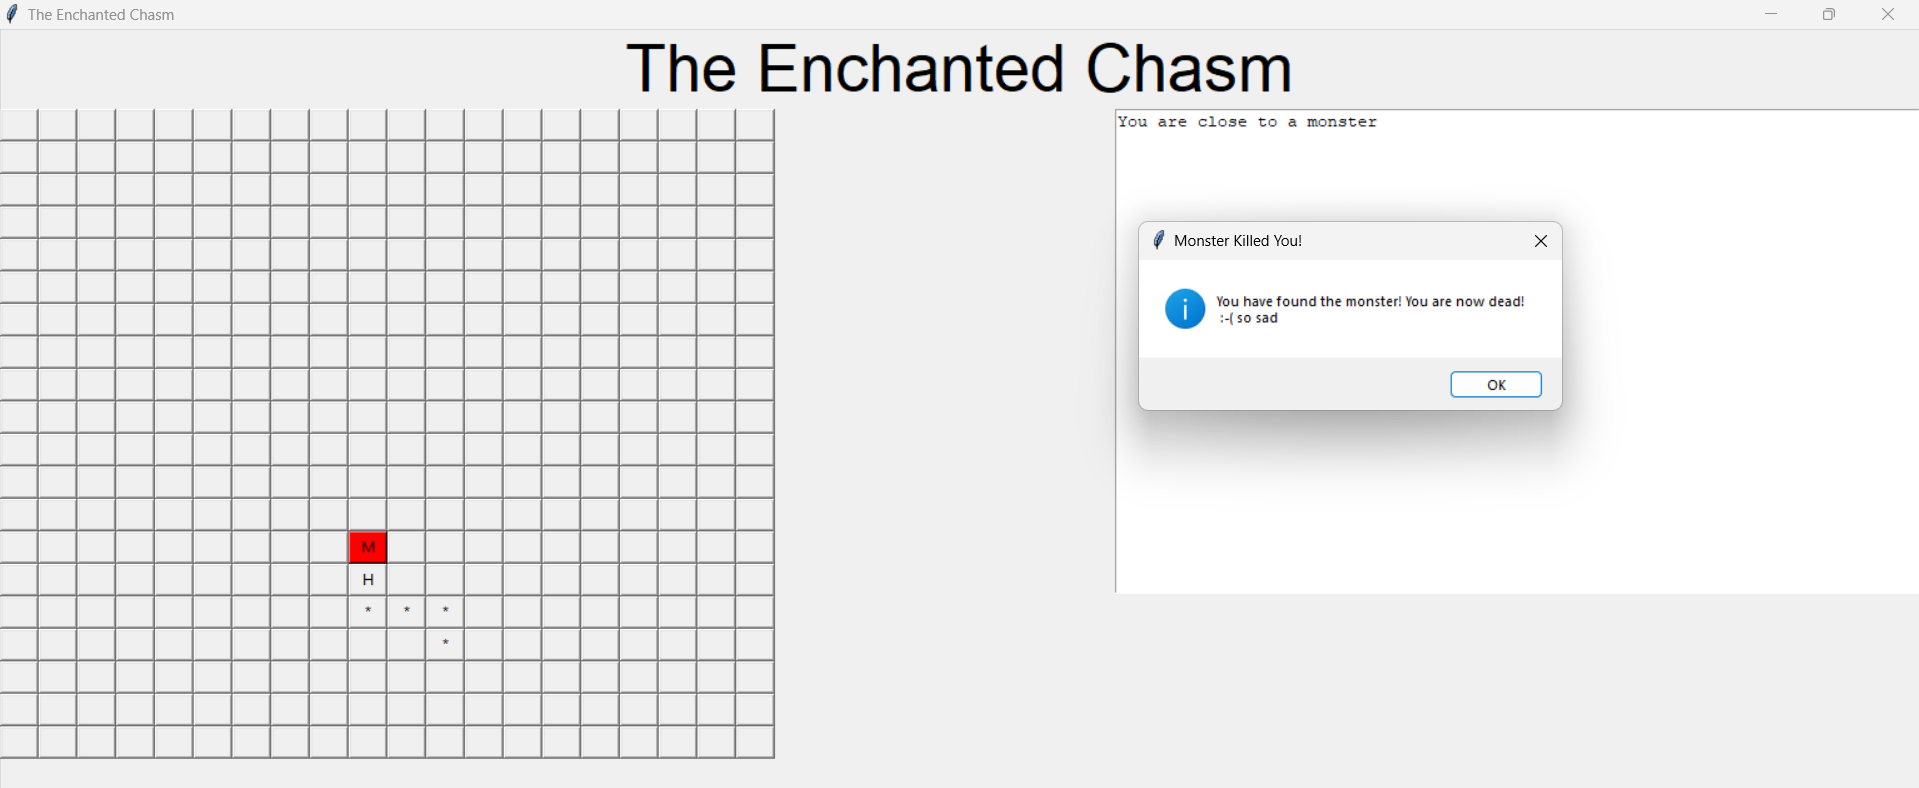 The Enchanted Chasm
The Enchanted Chasm
You are close to a monster
Monster Killed You!
You have found the monster! You are now dead!
:-( so sad
OK
M
H
* * *
*